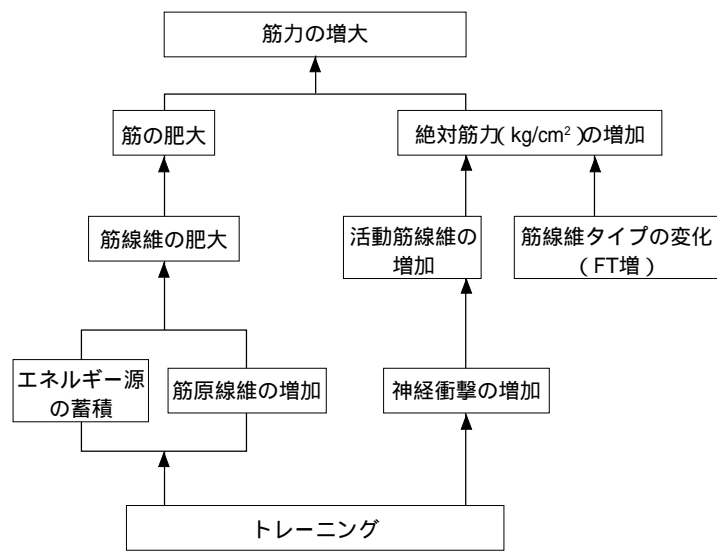 筋力の増大
筋の肥大
絶対筋力(kg/cm²)の増加
筋線維の肥大
活動筋線維の
増加
筋線維タイプの変化
(FT増)
エネルギー源
の蓄積
筋原線維の増加
神経衝撃の増加
トレーニング